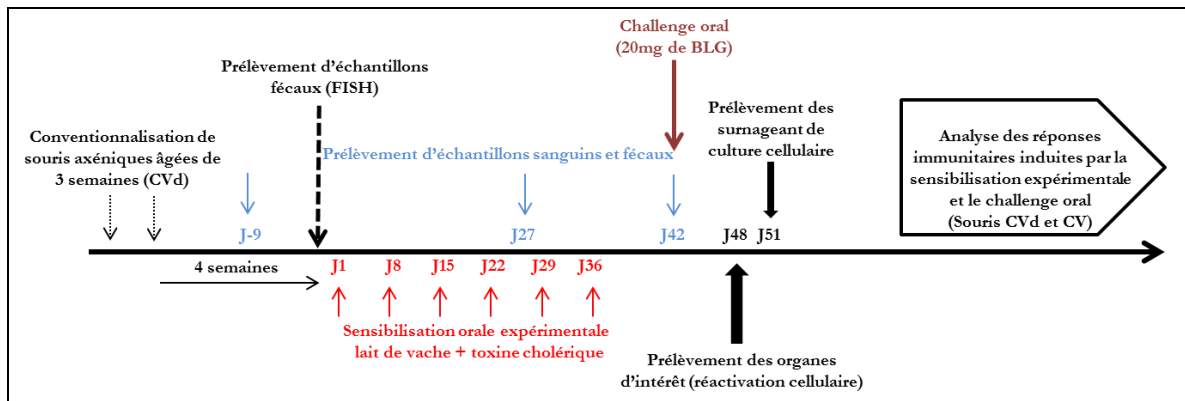 Challenge oral
(20mg de BLG)
Prélèvement d'échantillons
fécaux (FISH)
Prélèvement des
surnageant de
culture cellulaire
Conventionnalisation de
souris axéniques âgées de
3 semaines (CVd)
Prélèvement d'échantillons sanguins et fécaux
Analyse des réponses
immunitaires induites par la
sensibilisation expérimentale
et le challenge oral
(Souris CVd et CV)
J-9
J27
J42
J48
J51
4 semaines
J1
J8
J15
J22
J29
J36
Sensibilisation orale expérimentale
lait de vache + toxine cholérique
Prélèvement des organes
d'intérêt (réactivation cellulaire)